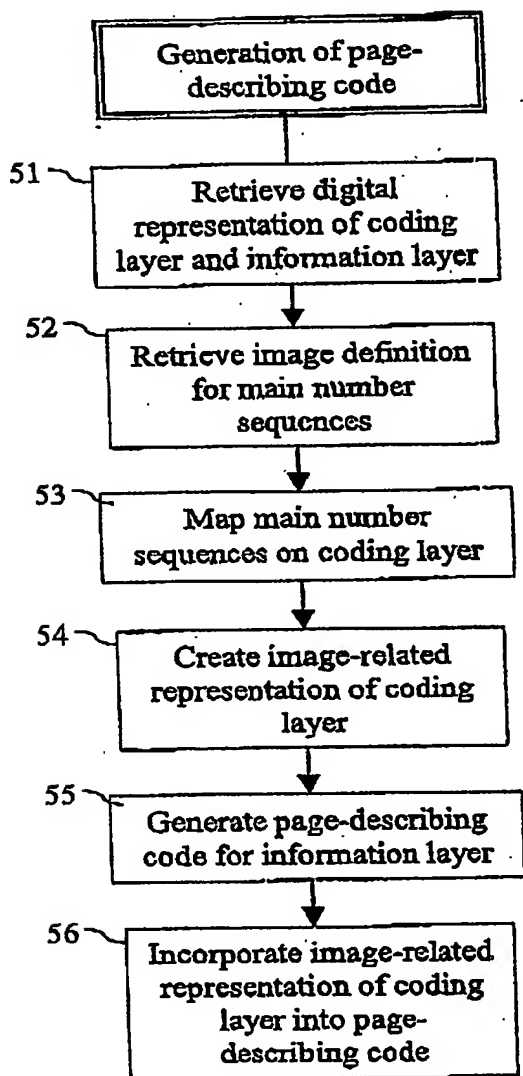 Generation of page-
describing code
51
Retrieve digital
representation of coding
layer and information layer
52
Retrieve image definition
for main number
sequences
53
Map main number
sequences on coding layer
54
Create image-related
representation of coding
layer
55
Generate page-describing
code for information layer
56
Incorporate image-related
representation of coding
layer into page-
describing code